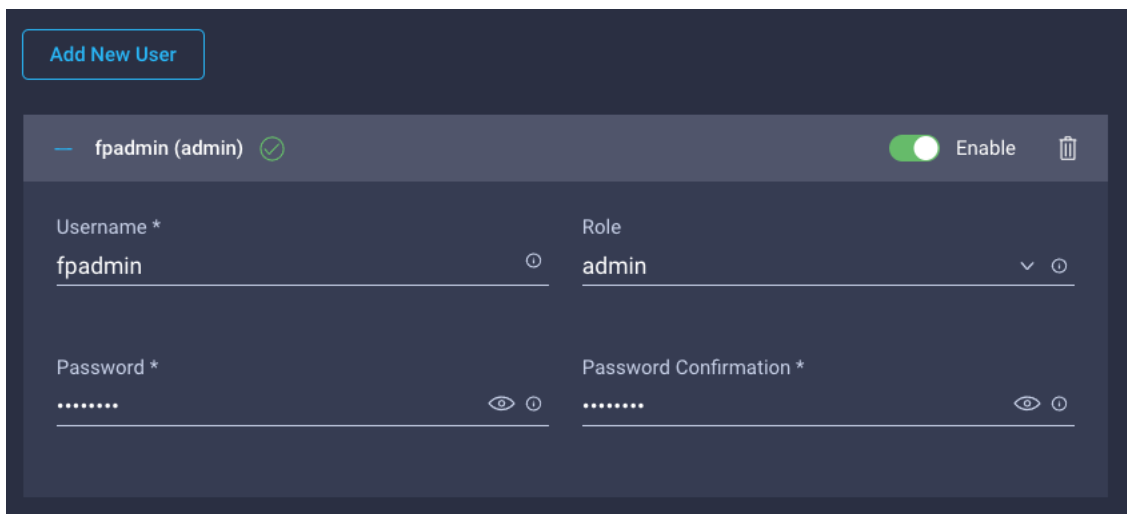 Add New User
fpadmin (admin) Enable
Username * Role
fpadmin admin
Password * Password Confirmation *
•••••••• ••••••••